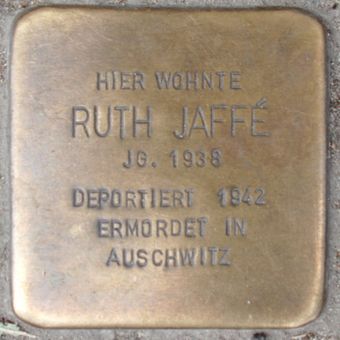 HIER WOHNTE
RUTH JAFFÉ
JG. 1938
DEPORTIERT 1942
ERMORDET IN
AUSCHWITZ